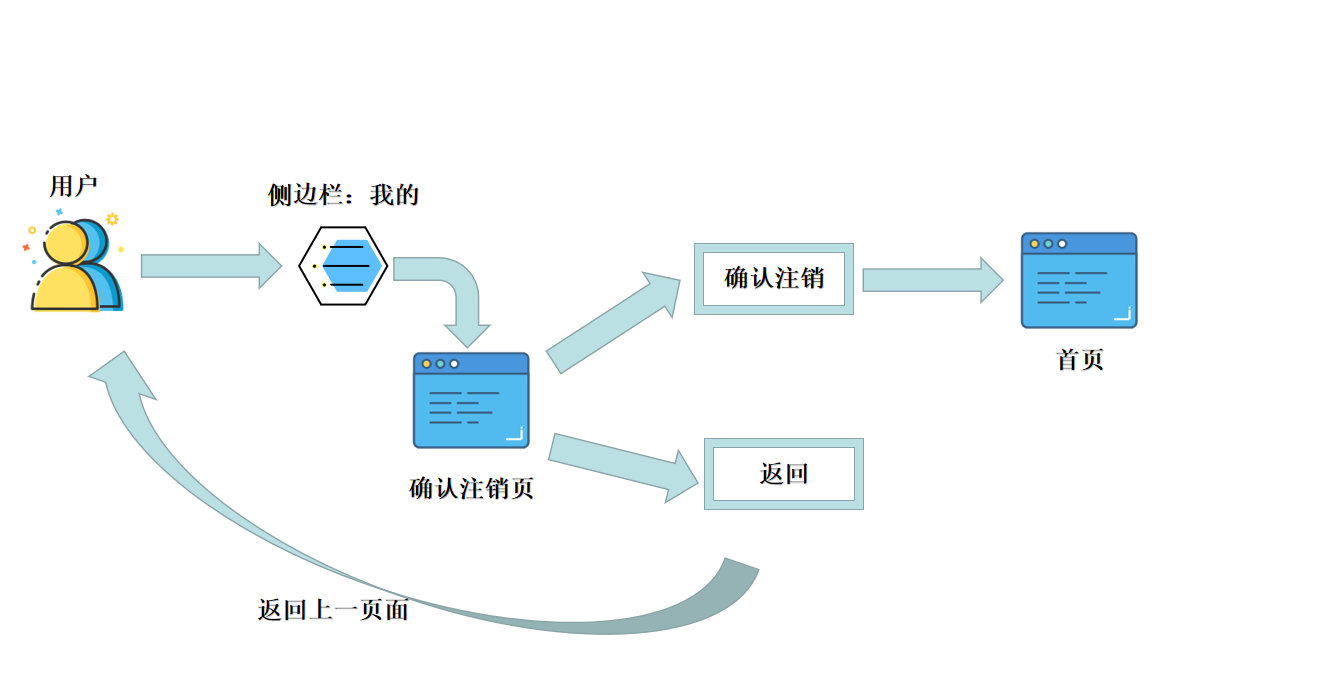 用户
侧边栏：我的
确认注销
首页
确认注销页
返回
返回上一页面